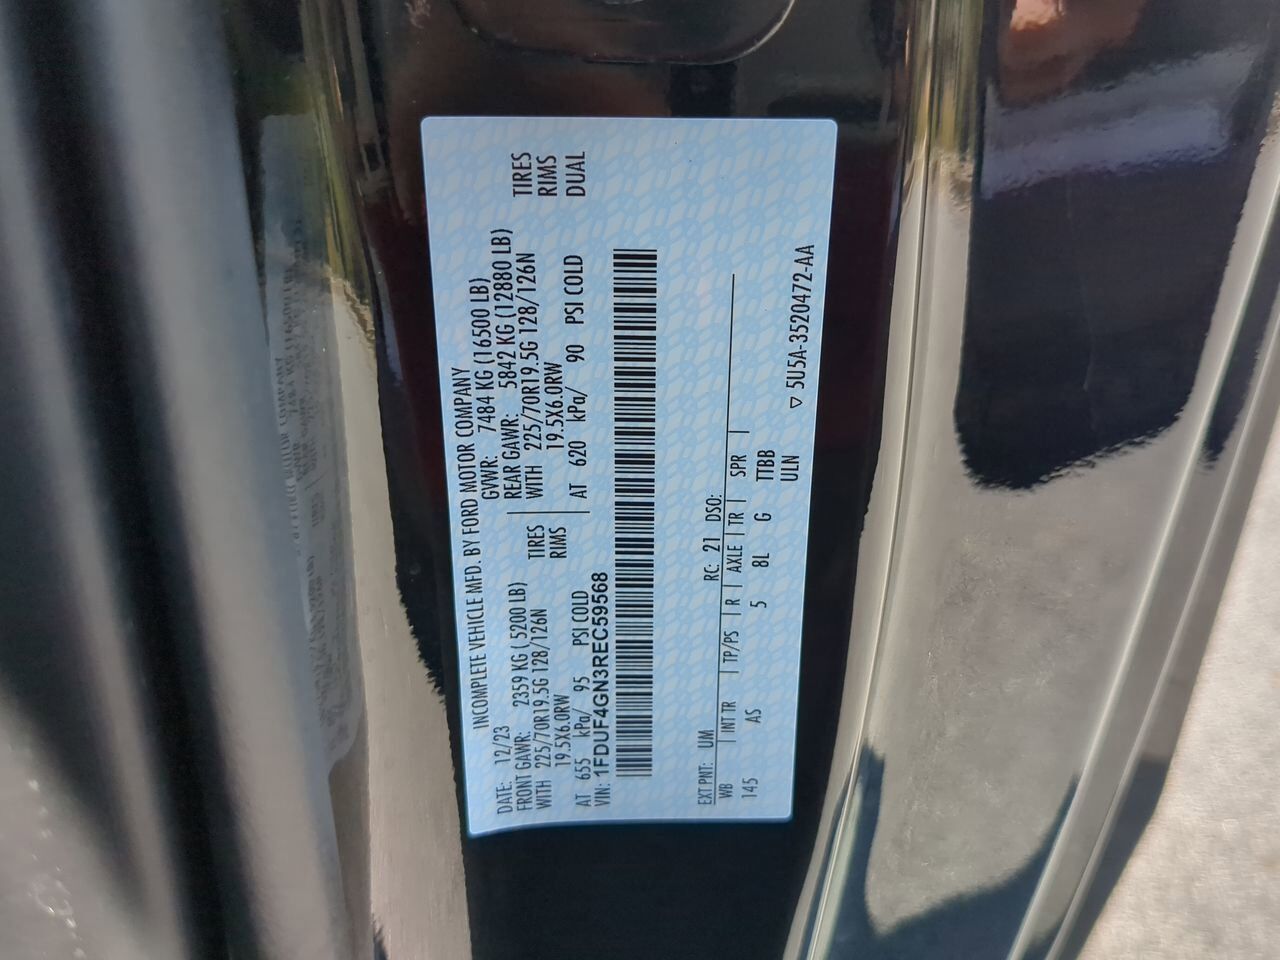 INCOMPLETE VEHICLE MFD. BY FORD MOTOR COMPANY
DATE: 12/23 GVWR: 7484 KG (16500 LB)
FRONT GAWR: 2359 KG ( 5200 LB) REAR GAWR: 5842 KG (12880 LB)
WITH 225/70R19.5G 128/126N TIRES WITH 225/70R19.5G 128/126N TIRES
19.5X6.0RW RIMS 19.5X6.0RW RIMS
AT 655 kPa/ 95 PSI COLD AT 620 kPa/ 90 PSI COLD DUAL
VIN: 1FDUF4GN3REC59568
EXT PNT: UM RC: 21 DSO:
WB INT TR TP/PS R AXLE TR SPR
145 AS 5 8L G TTBB
ULN
▽ 5U5A-3520472-AA